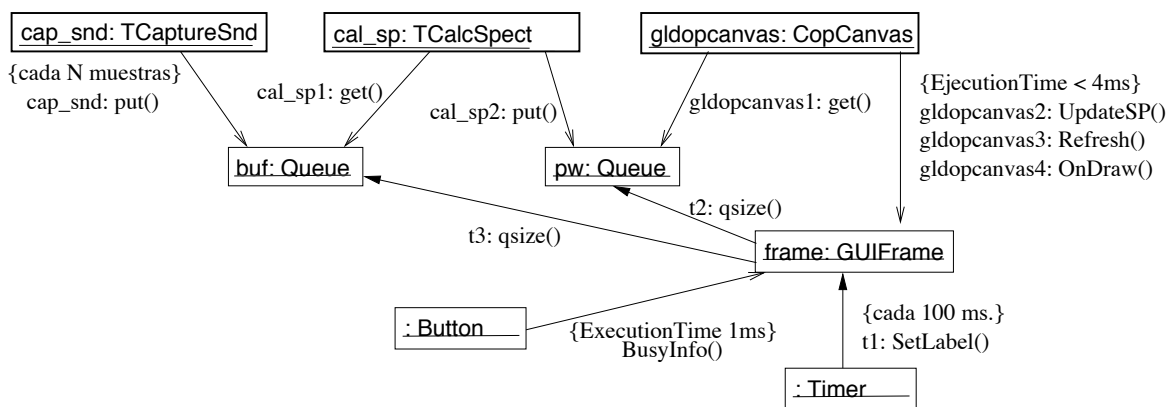 cap_snd: TCaptureSnd
cal_sp: TCalcSpect
gldopcanvas: CopCanvas
{cada N muestras}
cap_snd: put()
cal_sp1: get()
cal_sp2: put()
gldopcanvas1: get()
{EjecutionTime < 4ms}
gldopcanvas2: UpdateSP()
gldopcanvas3: Refresh()
gldopcanvas4: OnDraw()
buf: Queue
pw: Queue
t2: qsize()
t3: qsize()
frame: GUIFrame
: Button
{ExecutionTime 1ms}
BusyInfo()
{cada 100 ms.}
t1: SetLabel()
: Timer